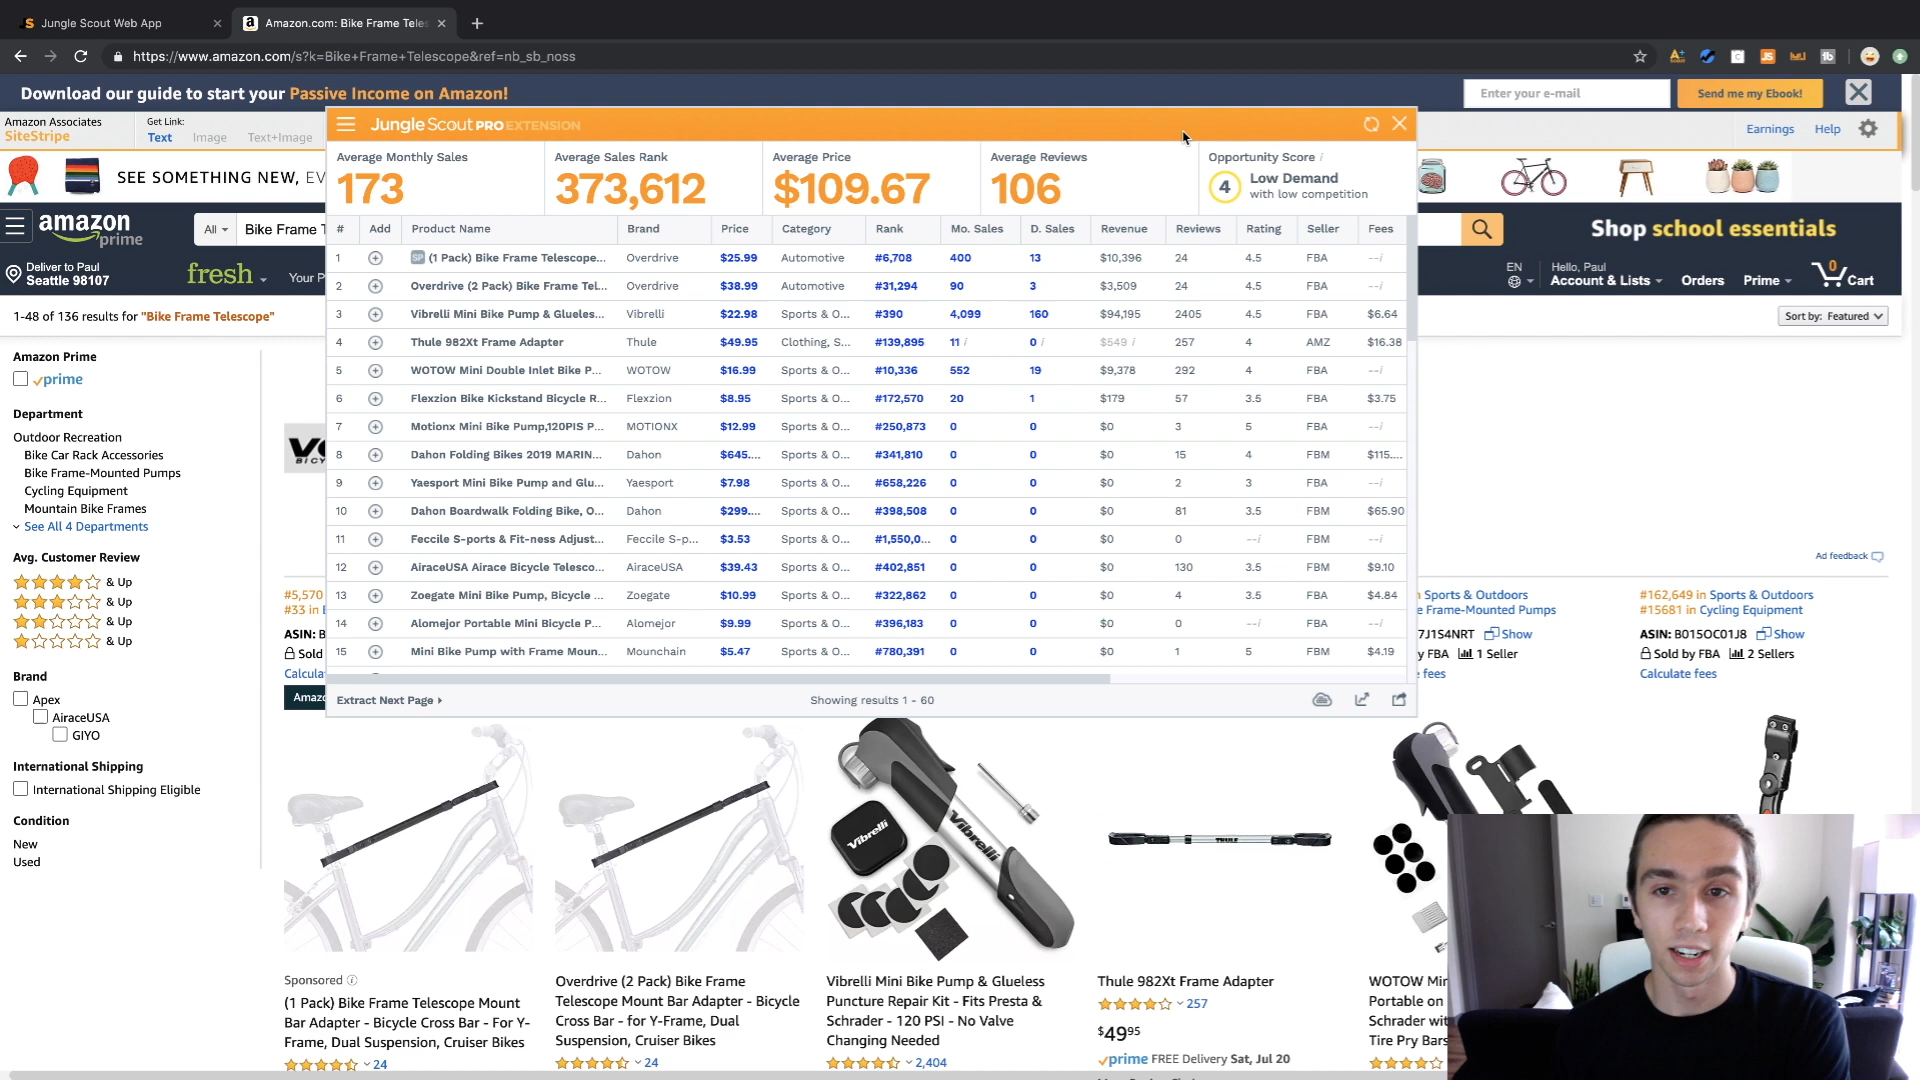 Jungle Scout Web App
Amazon.com: Bike Frame Teles
https://www.amazon.com/s?k=Bike+Frame+Telescope&ref=nb_sb_noss
Download our guide to start your Passive Income on Amazon!
Enter your e-mail
Send me my Ebook!
Amazon Associates
SiteStripe
Get Link:
Text Image Text+Image
Earnings Help
SEE SOMETHING NEW, EV
amazon
prime
All
Bike Frame T
Deliver to Paul
Seattle 98107
fresh
Your P
Shop school essentials
EN
Hello, Paul
Account & Lists
Orders
Prime
0
Cart
1-48 of 136 results for "Bike Frame Telescope"
Sort by: Featured
Jungle Scout PRO EXTENSION
Average Monthly Sales
173
Average Sales Rank
373,612
Average Price
$109.67
Average Reviews
106
Opportunity Score i
4 Low Demand
with low competition
# Add Product Name Brand Price Category Rank Mo. Sales D. Sales Revenue Reviews Rating Seller Fees
1 SP (1 Pack) Bike Frame Telescope... Overdrive $25.99 Automotive #6,708 400 13 $10,396 24 4.5 FBA --i
2 Overdrive (2 Pack) Bike Frame Tel... Overdrive $38.99 Automotive #31,294 90 3 $3,509 24 4.5 FBA --i
3 Vibrelli Mini Bike Pump & Glueles... Vibrelli $22.98 Sports & O... #390 4,099 160 $94,195 2405 4.5 FBA $6.64
4 Thule 982Xt Frame Adapter Thule $49.95 Clothing, S... #139,895 11 i 0 i $549 i 257 4 AMZ $16.38
5 WOTOW Mini Double Inlet Bike P... WOTOW $16.99 Sports & O... #10,336 552 19 $9,378 292 4 FBA --i
6 Flexzion Bike Kickstand Bicycle R... Flexzion $8.95 Sports & O... #172,570 20 1 $179 57 3.5 FBA $3.75
7 Motionx Mini Bike Pump,120PIS P... MOTIONX $12.99 Sports & O... #250,873 0 0 $0 3 5 FBA --i
8 Dahon Folding Bikes 2019 MARIN... Dahon $645.... Sports & O... #341,810 0 0 $0 15 4 FBM $115....
9 Yaesport Mini Bike Pump and Glu... Yaesport $7.98 Sports & O... #658,226 0 0 $0 2 3 FBA --i
10 Dahon Boardwalk Folding Bike, O... Dahon $299.... Sports & O... #398,508 0 0 $0 81 3.5 FBM $65.90
11 Feccile S-ports & Fit-ness Adjust... Feccile S-p... $3.53 Sports & O... #1,550,0... 0 0 $0 0 --i FBM --i
12 AiraceUSA Airace Bicycle Telesco... AiraceUSA $39.43 Sports & O... #402,851 0 0 $0 130 3.5 FBM $9.10
13 Zoegate Mini Bike Pump, Bicycle ... Zoegate $10.99 Sports & O... #322,862 0 0 $0 4 3.5 FBA $4.84
14 Alomejor Portable Mini Bicycle P... Alomejor $9.99 Sports & O... #396,183 0 0 $0 0 --i FBA --i
15 Mini Bike Pump with Frame Moun... Mounchain $5.47 Sports & O... #780,391 0 0 $0 1 5 FBM $4.19
Extract Next Page
Showing results 1 - 60
Amazon Prime
prime
Department
Outdoor Recreation
Bike Car Rack Accessories
Bike Frame-Mounted Pumps
Cycling Equipment
Mountain Bike Frames
See All 4 Departments
Avg. Customer Review
& Up
& Up
& Up
& Up
Brand
Apex
AiraceUSA
GIYO
International Shipping
International Shipping Eligible
Condition
New
Used
#5,570
#33 in
ASIN: B
Sold
Calcula
Amazo
Ad feedback
Sports & Outdoors
e Frame-Mounted Pumps
7J1S4NRT Show
y FBA 1 Seller
fees
#162,649 in Sports & Outdoors
#15681 in Cycling Equipment
ASIN: B015OC01J8 Show
Sold by FBA 2 Sellers
Calculate fees
Vibrelli
Vibrelli
THULE
Sponsored
(1 Pack) Bike Frame Telescope Mount
Bar Adapter - Bicycle Cross Bar - For Y-
Frame, Dual Suspension, Cruiser Bikes
24
Overdrive (2 Pack) Bike Frame
Telescope Mount Bar Adapter - Bicycle
Cross Bar - for Y-Frame, Dual
Suspension, Cruiser Bikes
24
Vibrelli Mini Bike Pump & Glueless
Puncture Repair Kit - Fits Presta &
Schrader - 120 PSI - No Valve
Changing Needed
2,404
Thule 982Xt Frame Adapter
257
$49 95
prime FREE Delivery Sat, Jul 20
WOTOW Mir
Portable on
Schrader wit
Tire Pry Bars